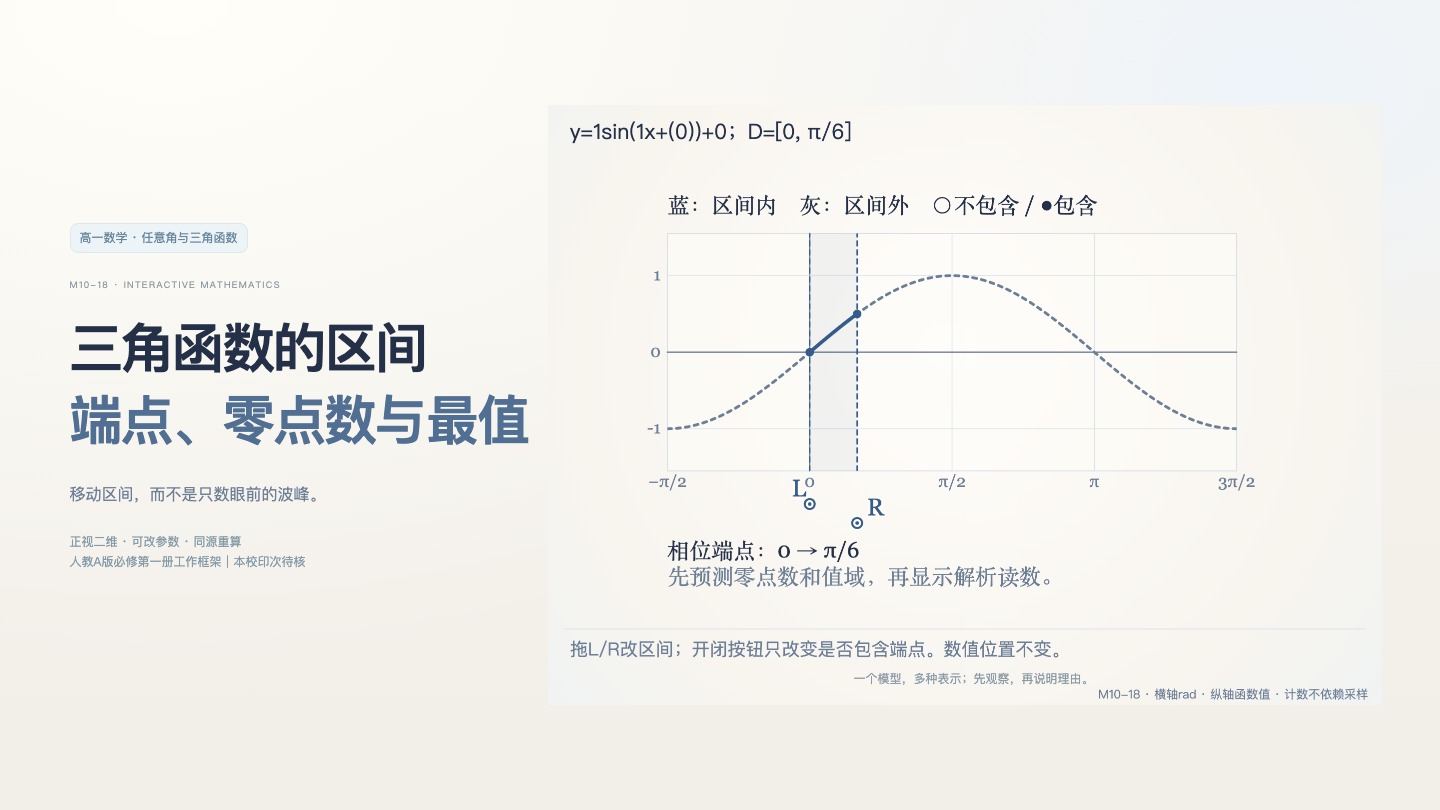 高一数学 · 任意角与三角函数
M10–18 · INTERACTIVE MATHEMATICS
三角函数的区间
端点、零点数与最值
移动区间，而不是只数眼前的波峰。
正视二维 · 可改参数 · 同源重算
人教A版必修第一册工作框架｜本校印次待核
y=1sin(1x+(0))+0；D=[0, π/6]
蓝：区间内　灰：区间外　○不包含 / ●包含
1
0
-1
−π/2
0
π/2
π
3π/2
L
R
相位端点：0 → π/6
先预测零点数和值域，再显示解析读数。
拖L/R改区间；开闭按钮只改变是否包含端点。数值位置不变。
一个模型，多种表示；先观察，再说明理由。
M10–18 · 横轴rad · 纵轴函数值 · 计数不依赖采样